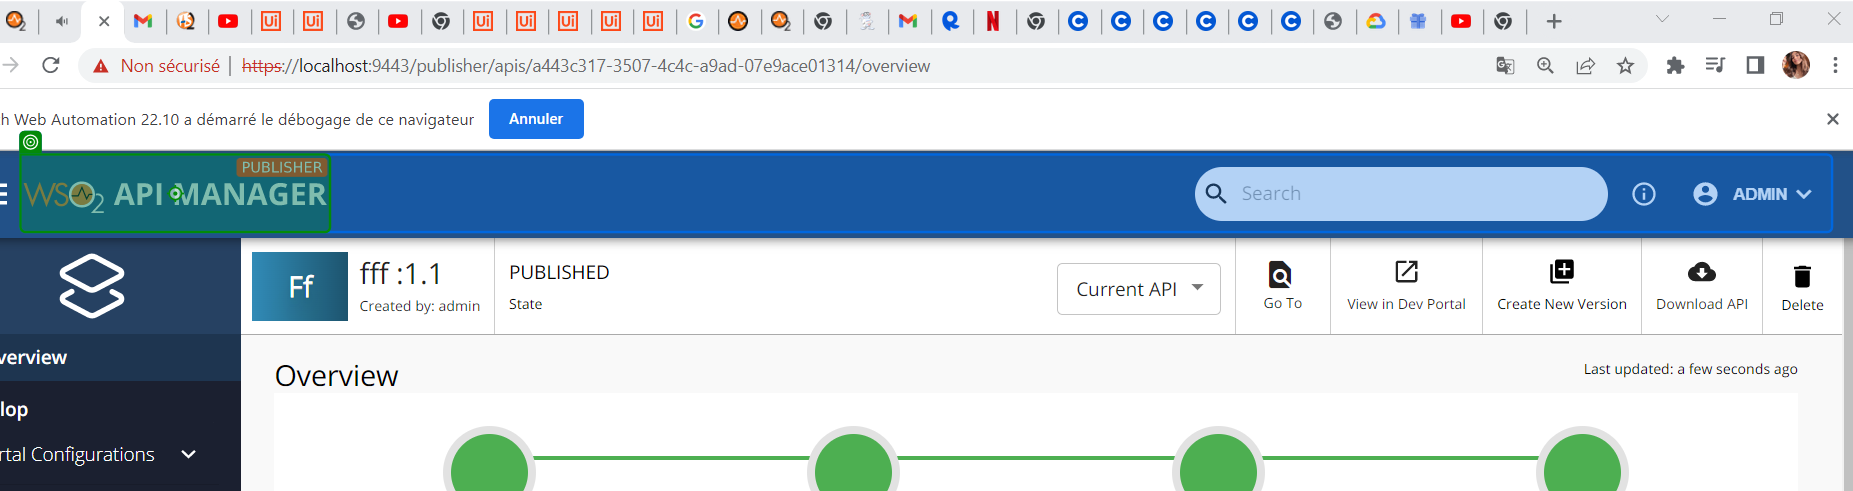 Non sécurisé | https://localhost:9443/publisher/apis/a443c317-3507-4c4c-a9ad-07e9ace01314/overview
h Web Automation 22.10 a démarré le débogage de ce navigateur Annuler
PUBLISHER
WSO2 API MANAGER Search ADMIN
Ff fff :1.1 PUBLISHED Current API Go To View in Dev Portal Create New Version Download API Delete
Created by: admin State
verview
Overview Last updated: a few seconds ago
lop
rtal Configurations